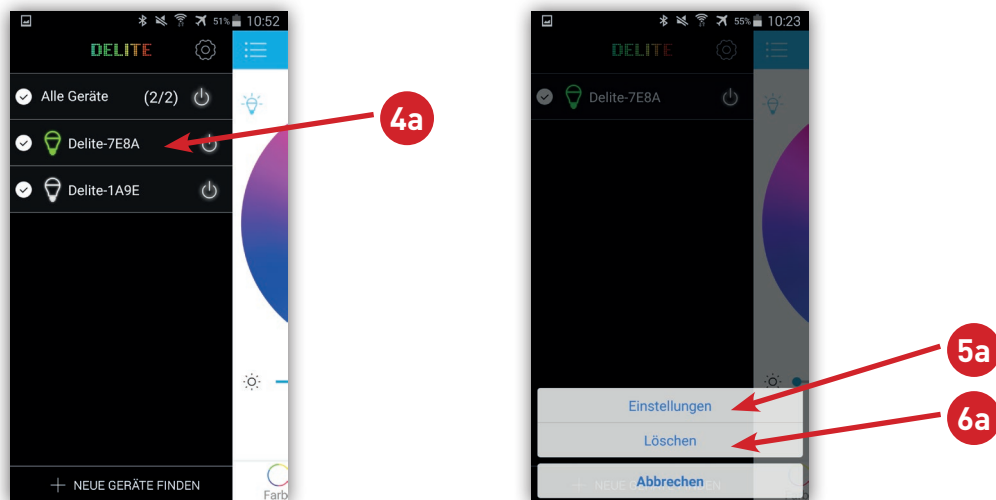 51% 10:52
DELITE
Alle Geräte (2/2)
Delite-7E8A
Delite-1A9E
+ NEUE GERÄTE FINDEN
Farb
4a
55% 10:23
DELITE
Delite-7E8A
Einstellungen
Löschen
Abbrechen
5a
6a